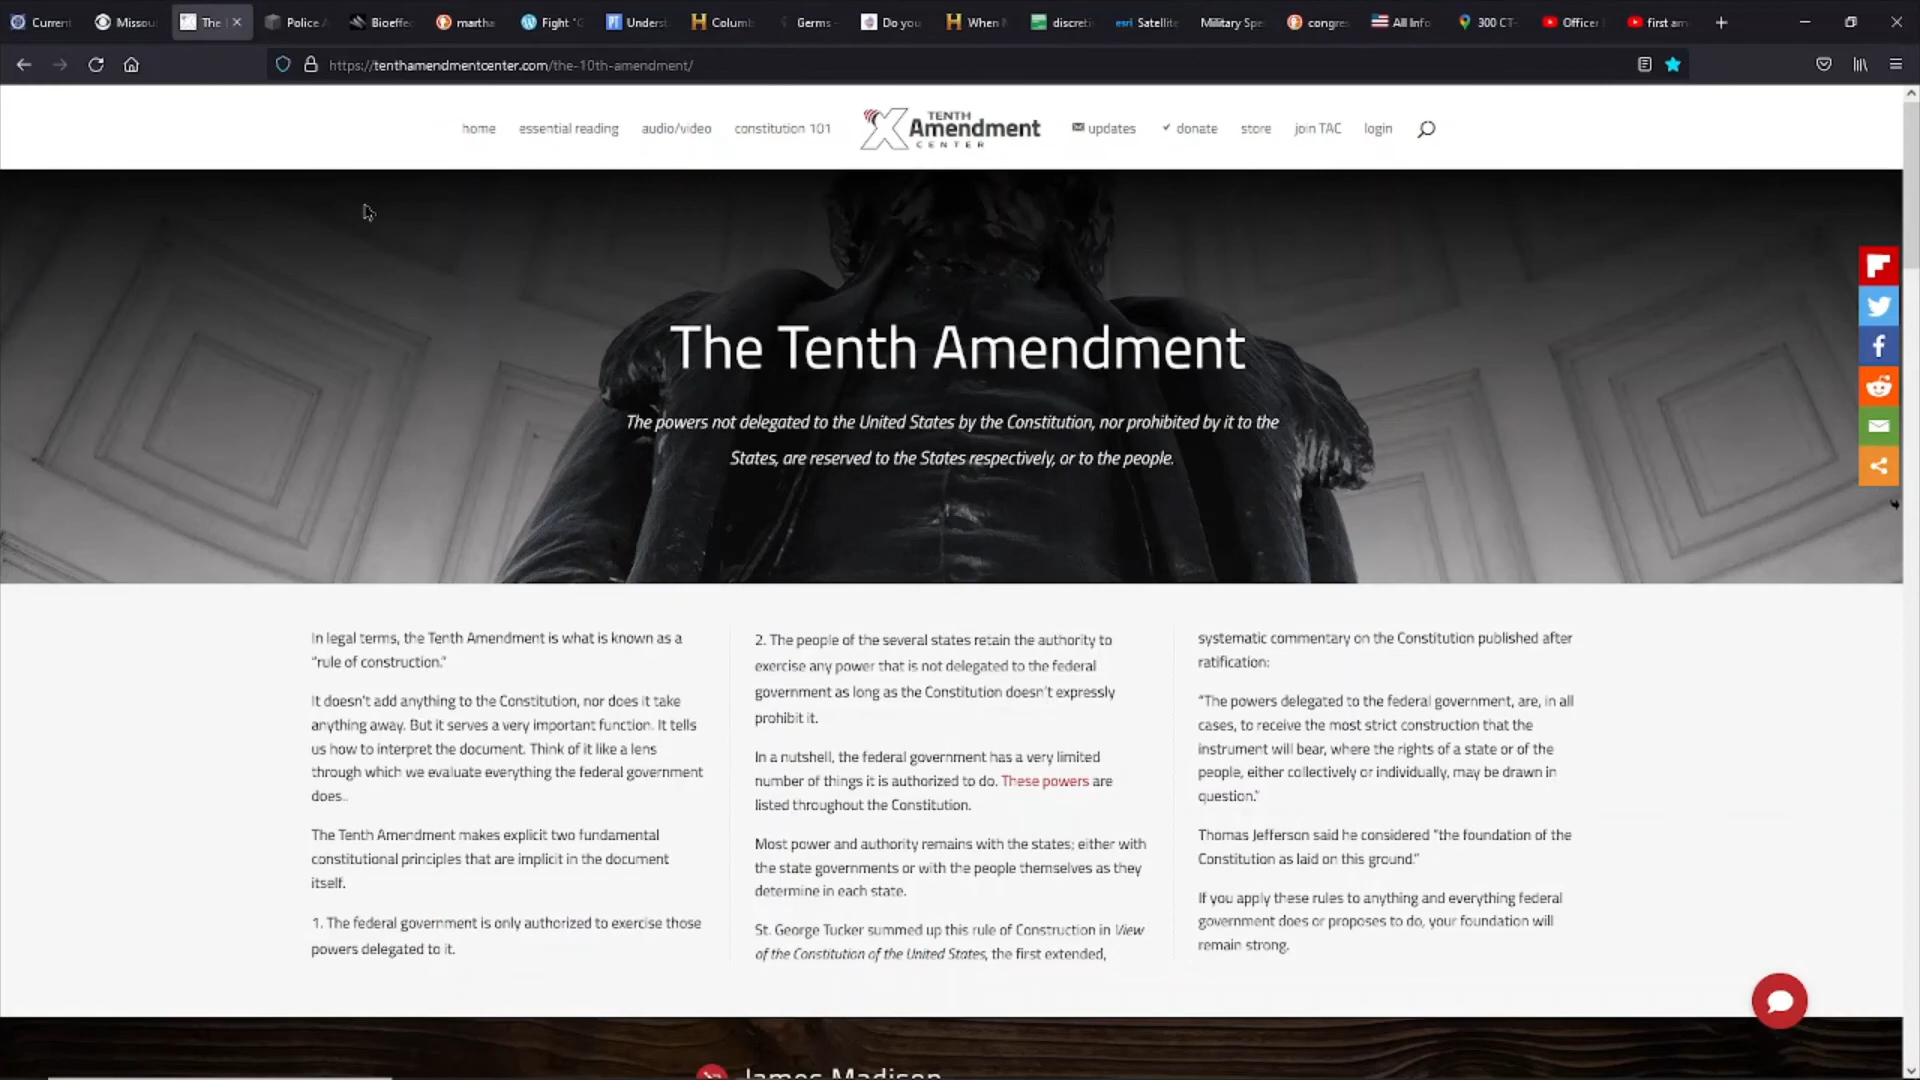 Current
Missou
The
Police A
Bioeffe
martha
Fight "C
Underst
Columb
Germs -
Do you
When
discreti
esri Satellite
Military Spe
congre
All Info
300 CT-
Officer
first am
https://tenthamendmentcenter.com/the-10th-amendment/
home
essential reading
audio/video
constitution 101
TENTH
Amendment
CENTER
updates
donate
store
join TAC
login
The Tenth Amendment
The powers not delegated to the United States by the Constitution, nor prohibited by it to the
States, are reserved to the States respectively, or to the people.
In legal terms, the Tenth Amendment is what is known as a
"rule of construction."
It doesn't add anything to the Constitution, nor does it take
anything away. But it serves a very important function. It tells
us how to interpret the document. Think of it like a lens
through which we evaluate everything the federal government
does..
The Tenth Amendment makes explicit two fundamental
constitutional principles that are implicit in the document
itself.
1. The federal government is only authorized to exercise those
powers delegated to it.
2. The people of the several states retain the authority to
exercise any power that is not delegated to the federal
government as long as the Constitution doesn't expressly
prohibit it.
In a nutshell, the federal government has a very limited
number of things it is authorized to do. These powers are
listed throughout the Constitution.
Most power and authority remains with the states; either with
the state governments or with the people themselves as they
determine in each state.
St. George Tucker summed up this rule of Construction in View
of the Constitution of the United States, the first extended,
systematic commentary on the Constitution published after
ratification:
"The powers delegated to the federal government, are, in all
cases, to receive the most strict construction that the
instrument will bear, where the rights of a state or of the
people, either collectively or individually, may be drawn in
question."
Thomas Jefferson said he considered "the foundation of the
Constitution as laid on this ground."
If you apply these rules to anything and everything federal
government does or proposes to do, your foundation will
remain strong.
James Madison